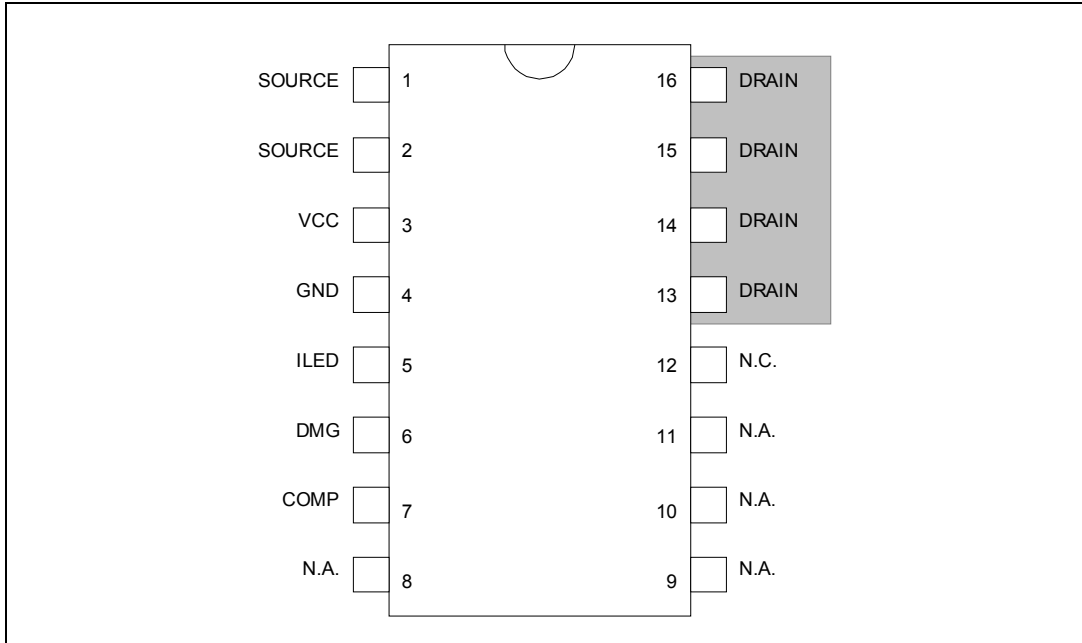 SOURCE 1 16 DRAIN
SOURCE 2 15 DRAIN
VCC 3 14 DRAIN
GND 4 13 DRAIN
ILED 5 12 N.C.
DMG 6 11 N.A.
COMP 7 10 N.A.
N.A. 8 9 N.A.